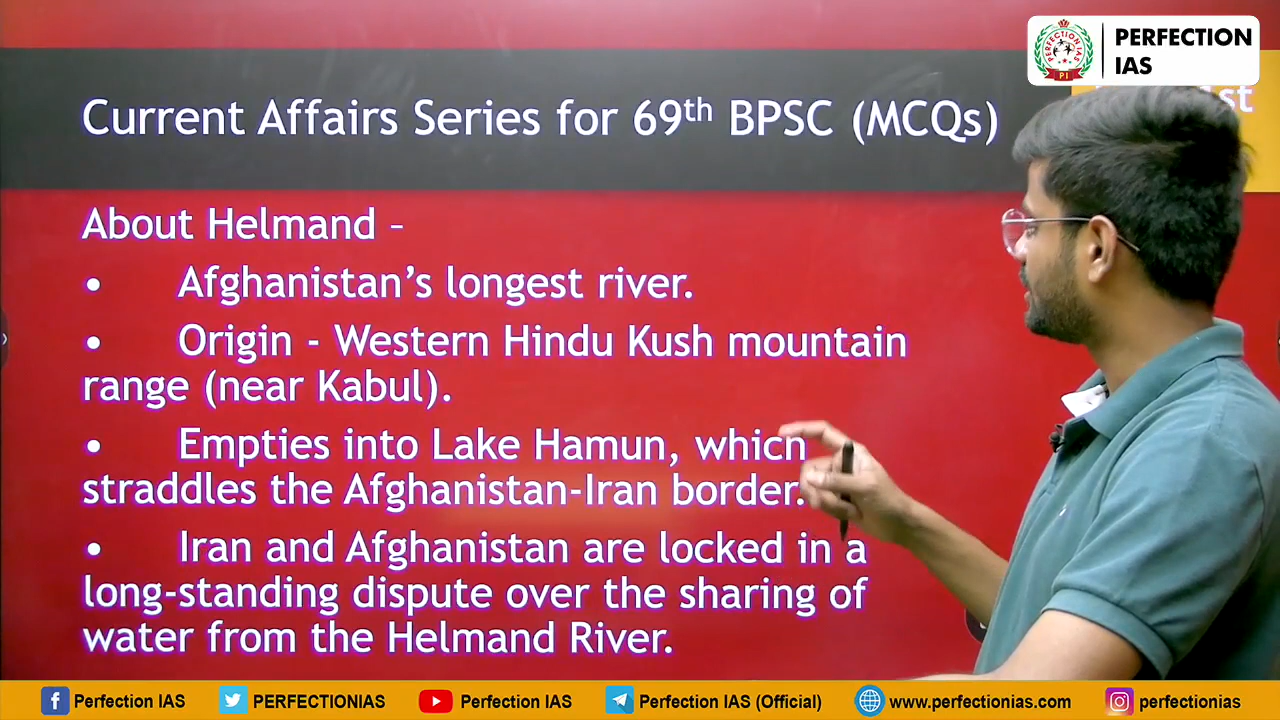 PERFECTION
IAS
Current Affairs Series for 69th BPSC (MCQs)
About Helmand –
• Afghanistan’s longest river.
• Origin - Western Hindu Kush mountain
range (near Kabul).
• Empties into Lake Hamun, which
straddles the Afghanistan-Iran border.
• Iran and Afghanistan are locked in a
long-standing dispute over the sharing of
water from the Helmand River.
Perfection IAS PERFECTIONIAS Perfection IAS Perfection IAS (Official) www.perfectionias.com perfectionias